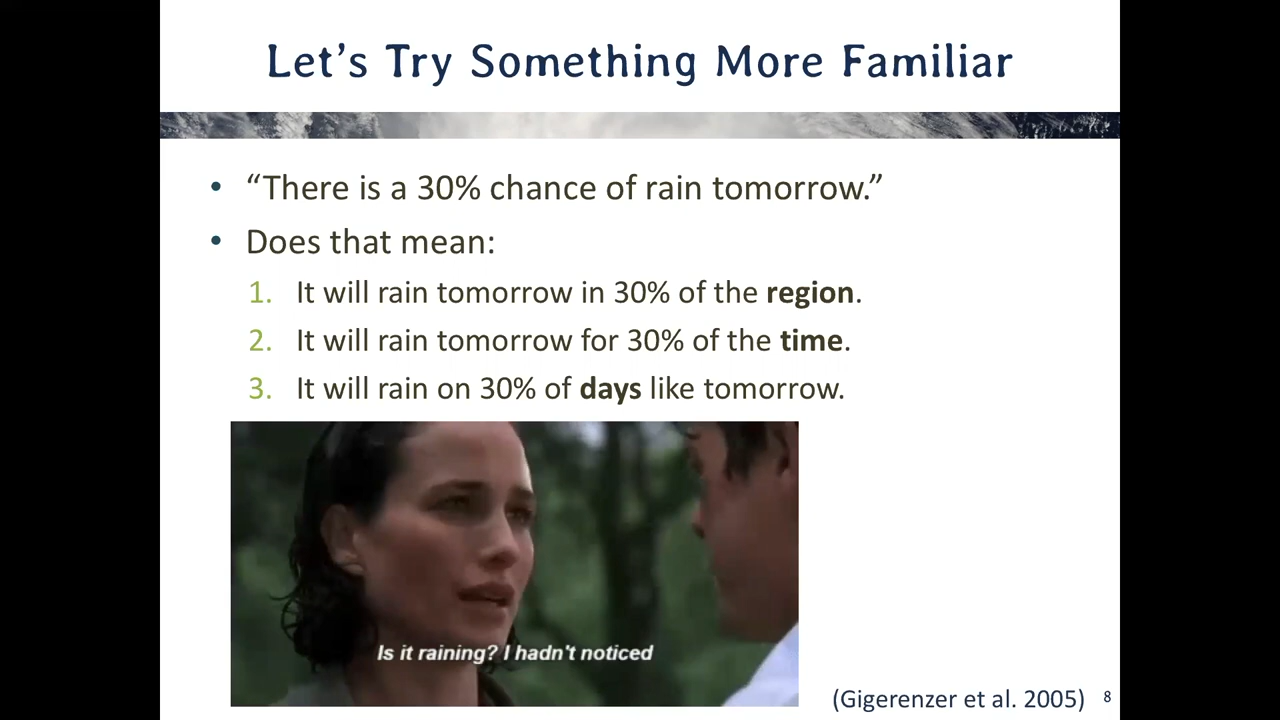 Let's Try Something More Familiar
• “There is a 30% chance of rain tomorrow.”
• Does that mean:
1. It will rain tomorrow in 30% of the region.
2. It will rain tomorrow for 30% of the time.
3. It will rain on 30% of days like tomorrow.
Is it raining? I hadn't noticed
(Gigerenzer et al. 2005) 8